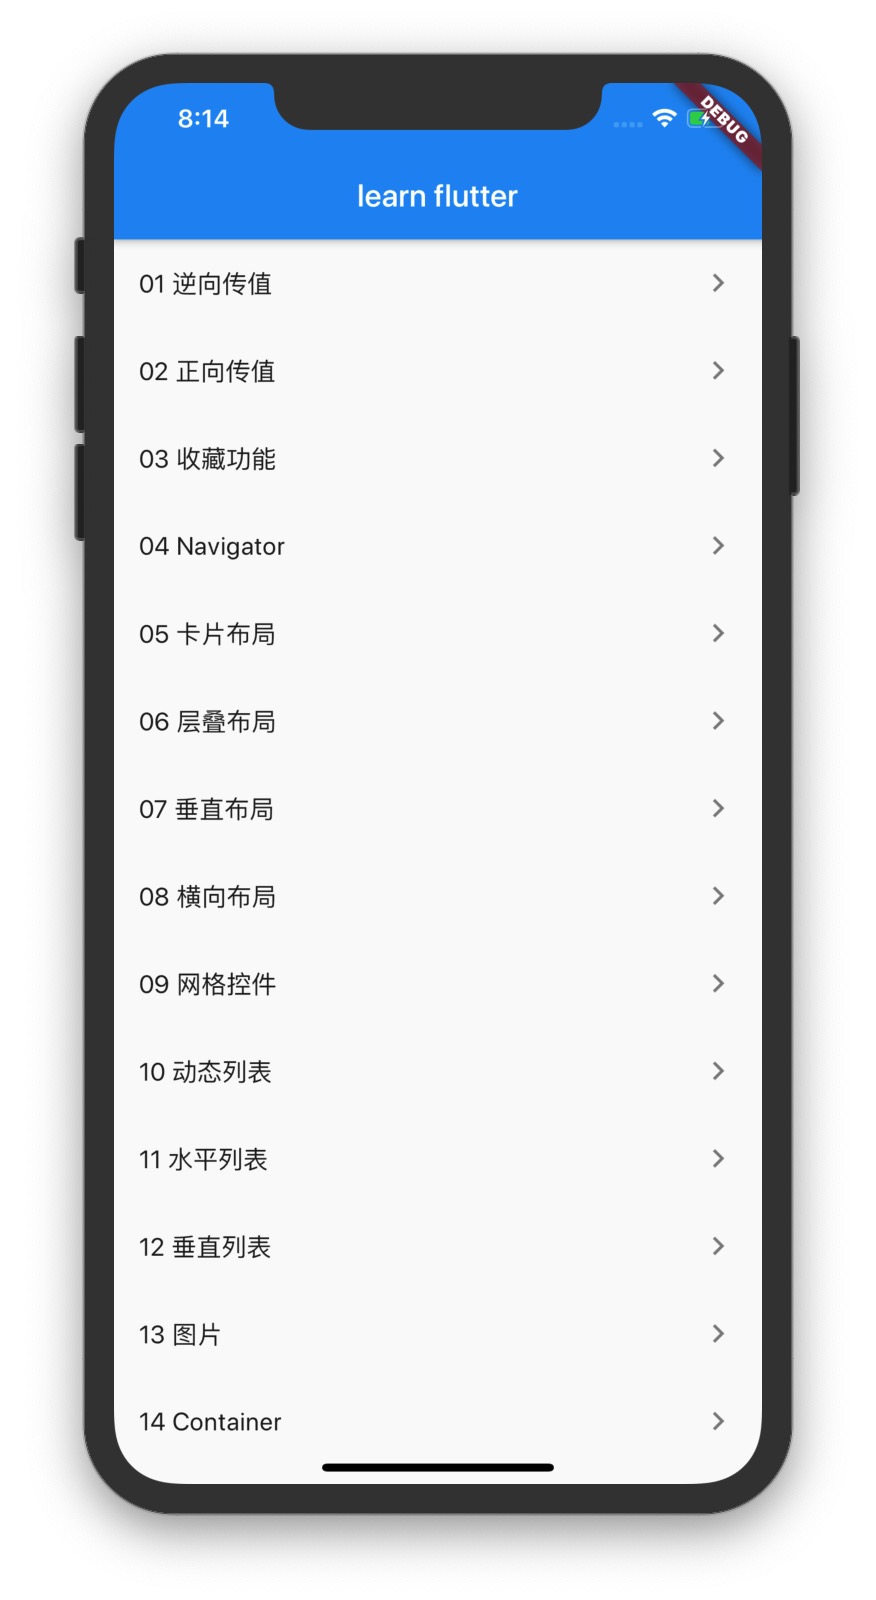 8:14
DEBUG
learn flutter
01 逆向传值
02 正向传值
03 收藏功能
04 Navigator
05 卡片布局
06 层叠布局
07 垂直布局
08 横向布局
09 网格控件
10 动态列表
11 水平列表
12 垂直列表
13 图片
14 Container